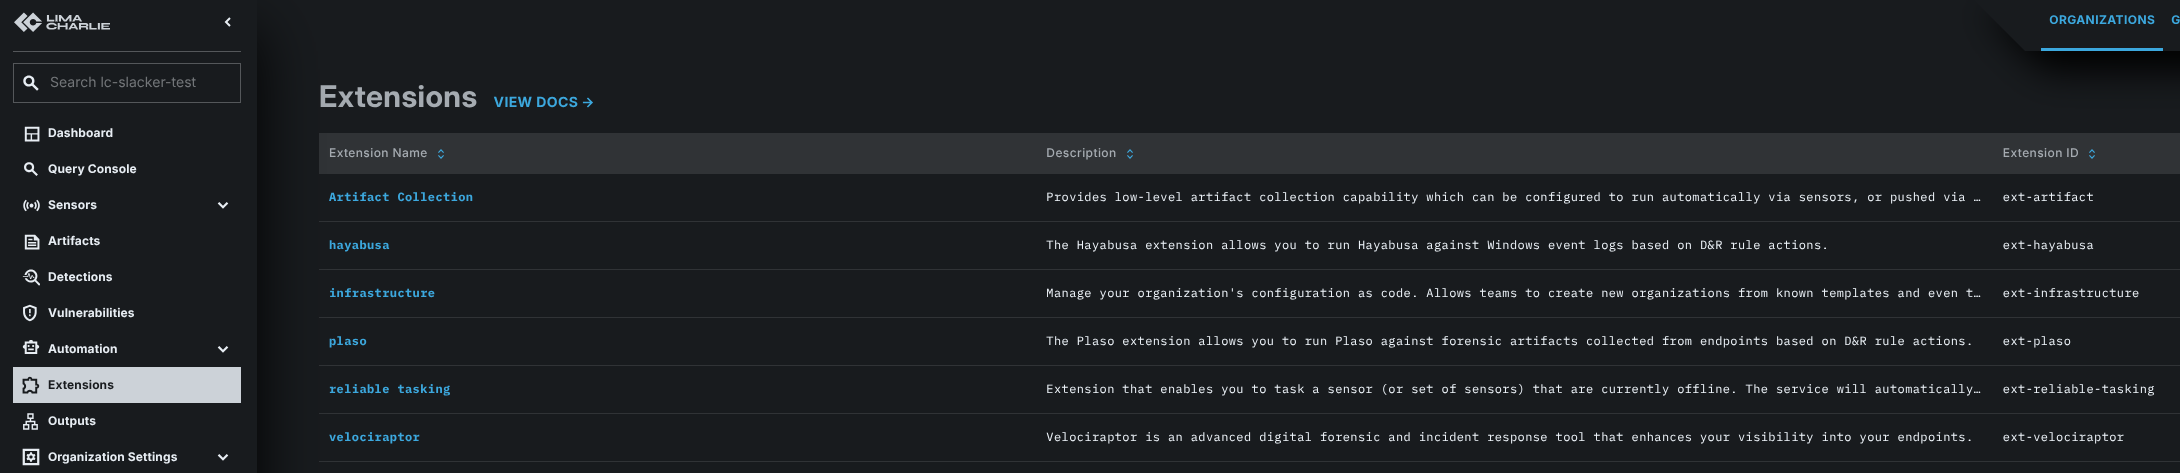 LIMA
CHARLIE
ORGANIZATIONS G
Search lc-slacker-test
Dashboard
Query Console
Sensors
Artifacts
Detections
Vulnerabilities
Automation
Extensions
Outputs
Organization Settings
Extensions VIEW DOCS →
Extension Name Description Extension ID
Artifact Collection Provides low-level artifact collection capability which can be configured to run automatically via sensors, or pushed via … ext-artifact
hayabusa The Hayabusa extension allows you to run Hayabusa against Windows event logs based on D&R rule actions. ext-hayabusa
infrastructure Manage your organization's configuration as code. Allows teams to create new organizations from known templates and even t… ext-infrastructure
plaso The Plaso extension allows you to run Plaso against forensic artifacts collected from endpoints based on D&R rule actions. ext-plaso
reliable tasking Extension that enables you to task a sensor (or set of sensors) that are currently offline. The service will automatically… ext-reliable-tasking
velociraptor Velociraptor is an advanced digital forensic and incident response tool that enhances your visibility into your endpoints. ext-velociraptor